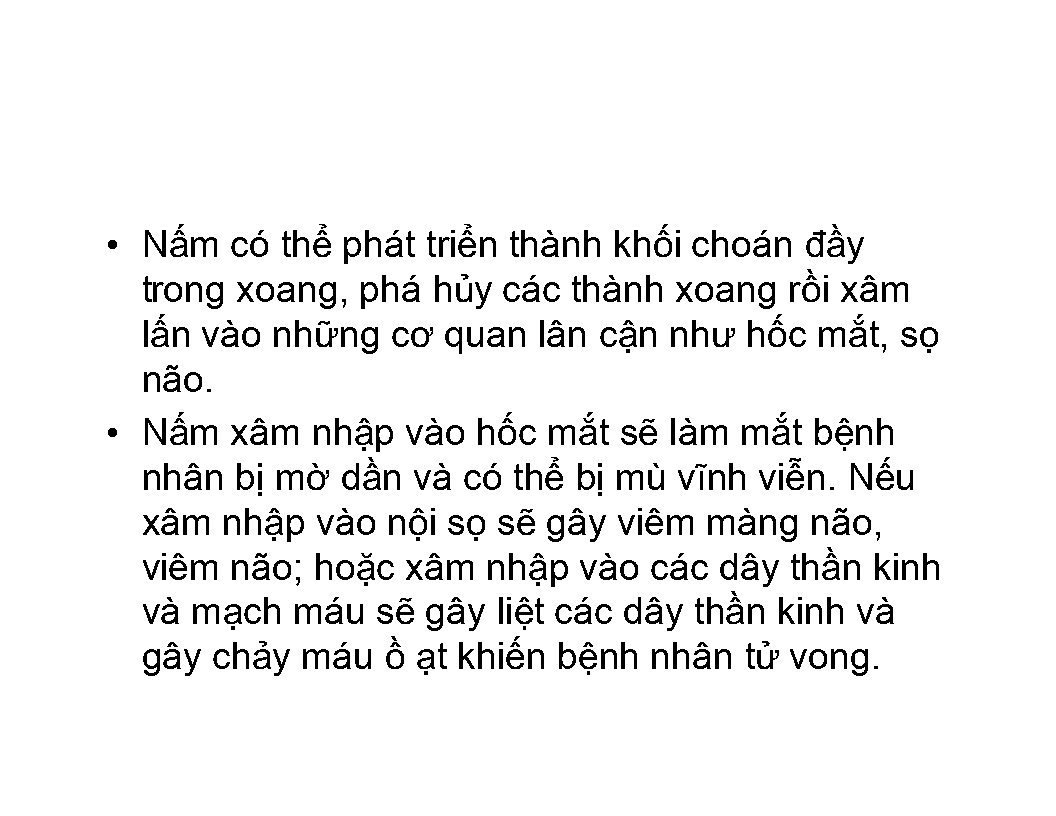 • Nấm có thể phát triển thành khối choán đầy
trong xoang, phá hủy các thành xoang rồi xâm
lấn vào những cơ quan lân cận như hốc mắt, sọ
não.
• Nấm xâm nhập vào hốc mắt sẽ làm mắt bệnh
nhân bị mờ dần và có thể bị mù vĩnh viễn. Nếu
xâm nhập vào nội sọ sẽ gây viêm màng não,
viêm não; hoặc xâm nhập vào các dây thần kinh
và mạch máu sẽ gây liệt các dây thần kinh và
gây chảy máu ồ ạt khiến bệnh nhân tử vong.